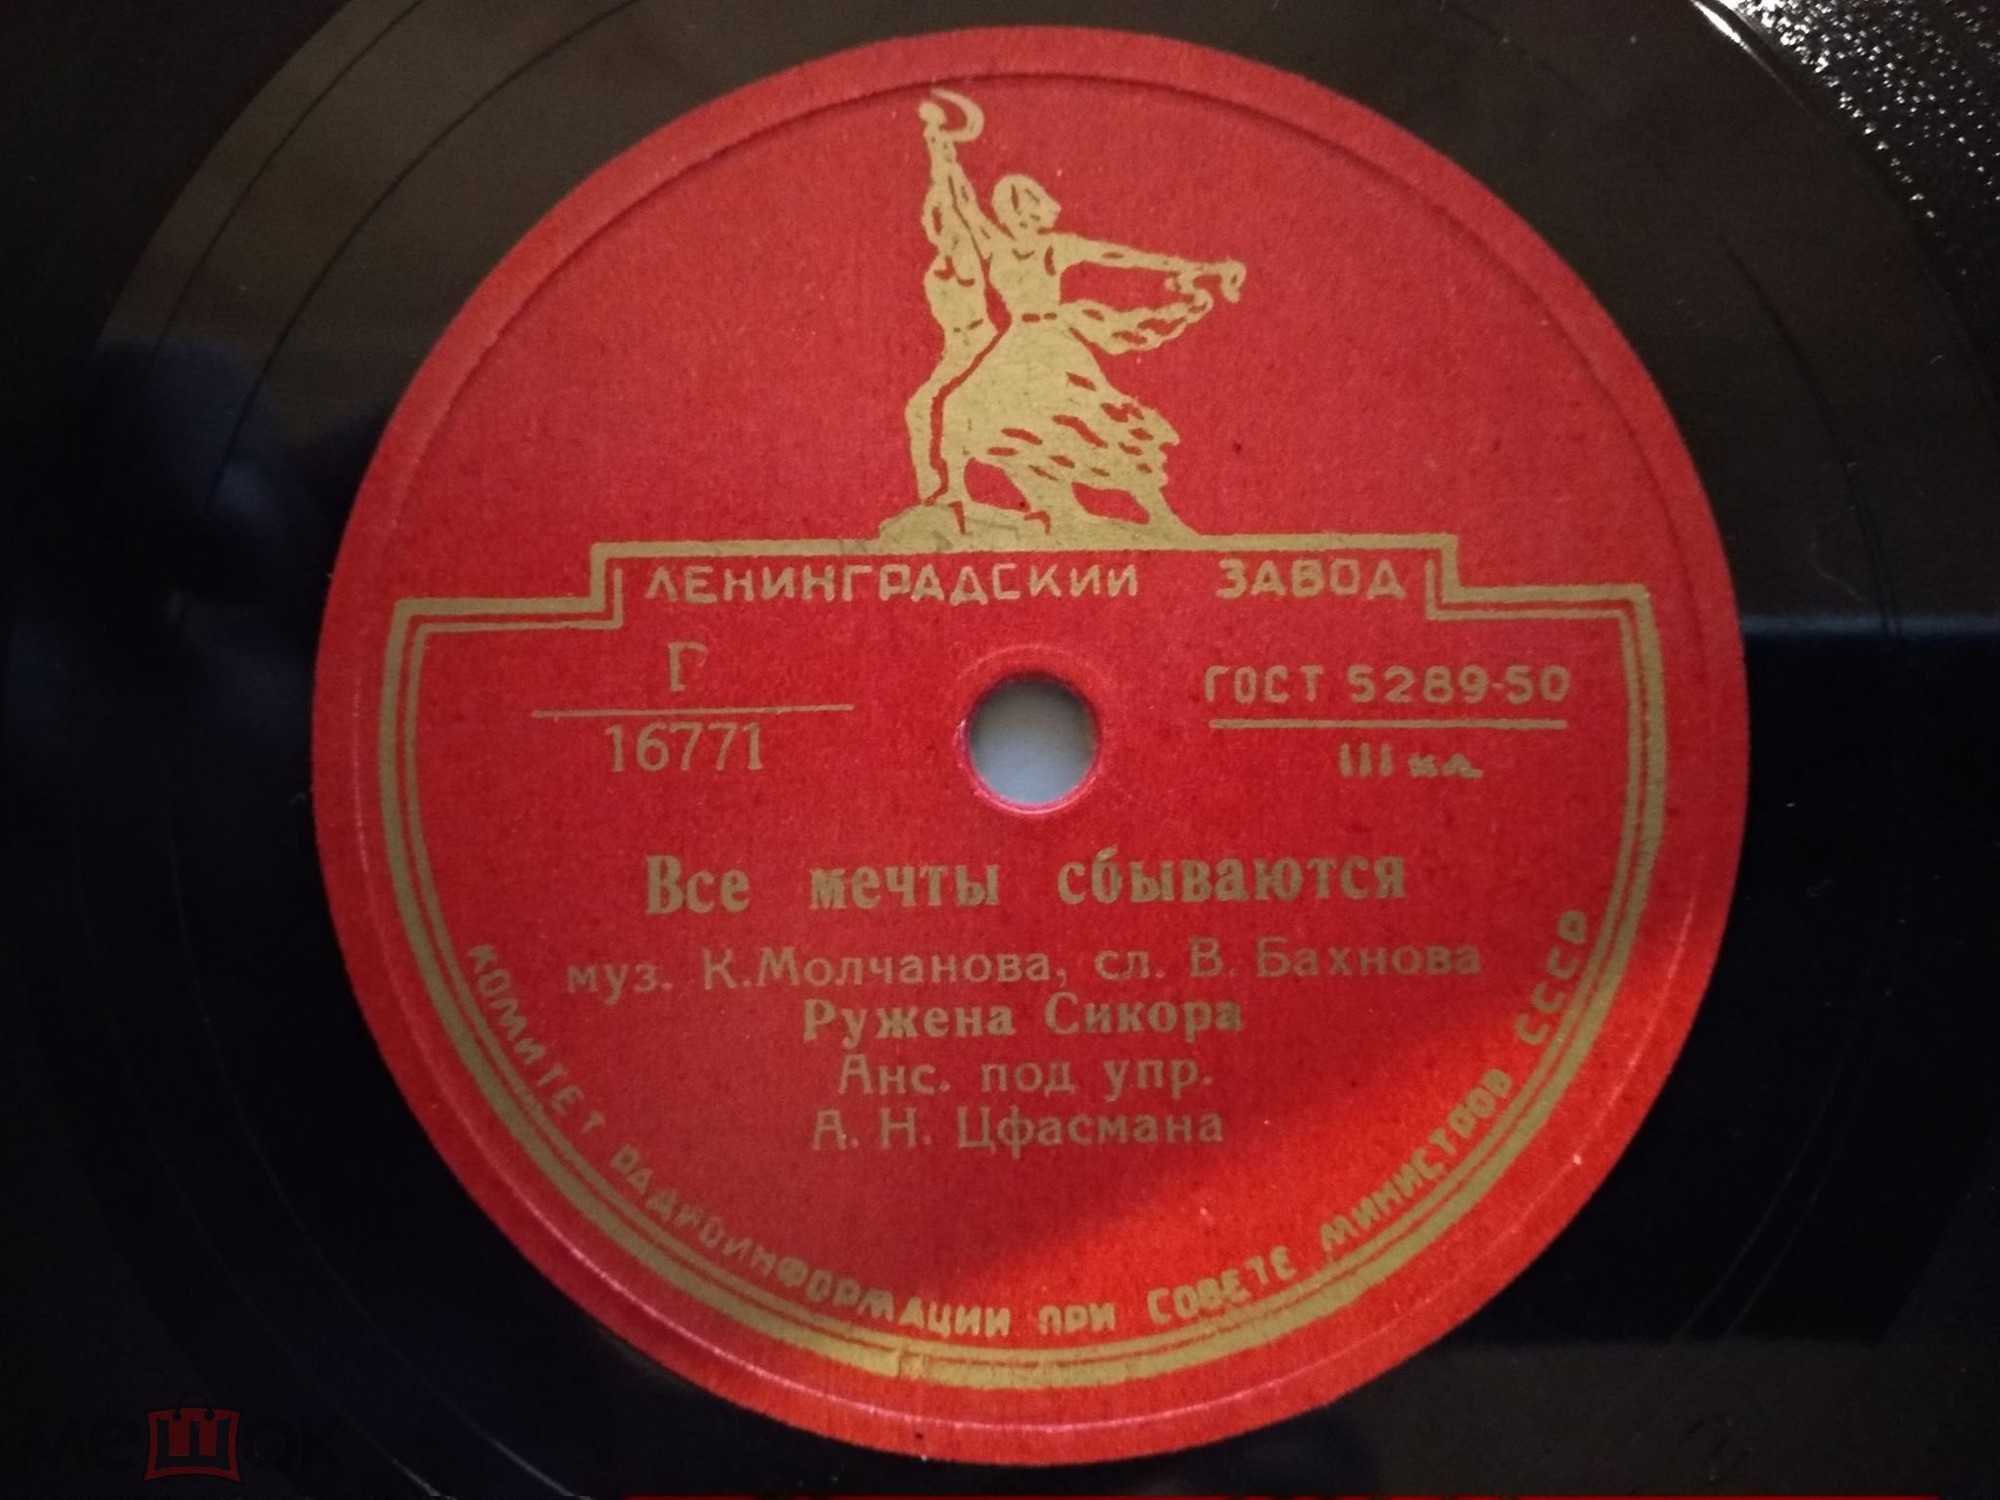 ЛЕНИНГРАДСКИЙ ЗАВОД
Г
16771
ГОСТ 5289-50
III кл.
Все мечты сбываются
муз. К.Молчанова, сл. В. Бахнова
Ружена Сикора
Анс. под упр.
А. Н. Цфасмана
КОМИТЕТ РАДИОИНФОРМАЦИИ ПРИ СОВЕТЕ МИНИСТРОВ СССР
мешок